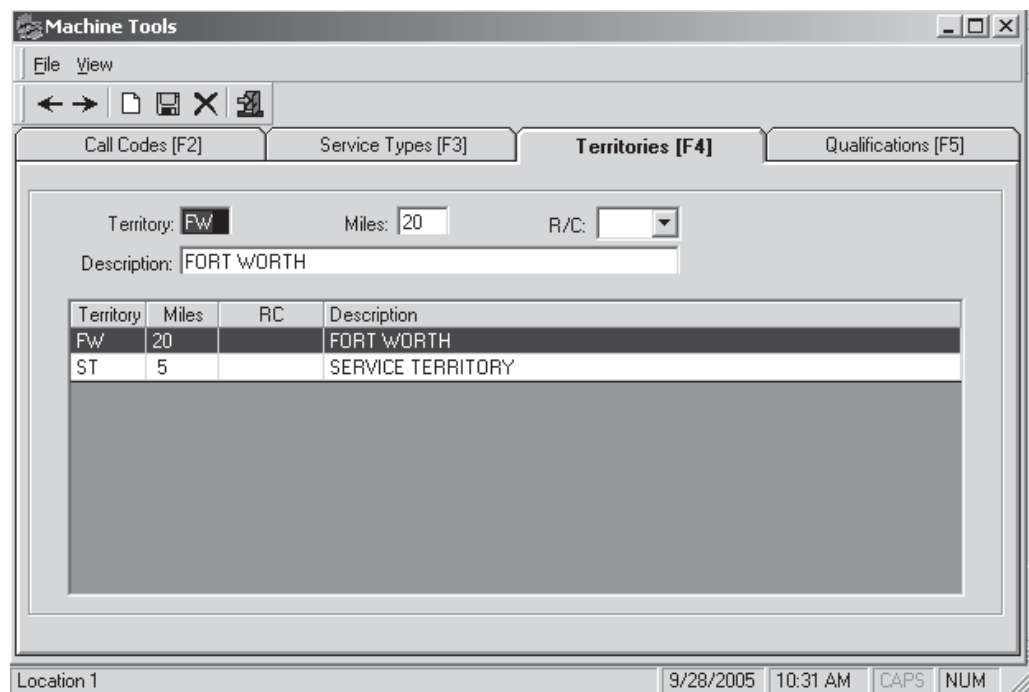 Machine Tools
File View
Call Codes [F2] Service Types [F3] Territories [F4] Qualifications [F5]
Territory: FW Miles: 20 R/C:
Description: FORT WORTH
Territory Miles RC Description
FW 20 FORT WORTH
ST 5 SERVICE TERRITORY
Location 1 9/28/2005 10:31 AM CAPS NUM